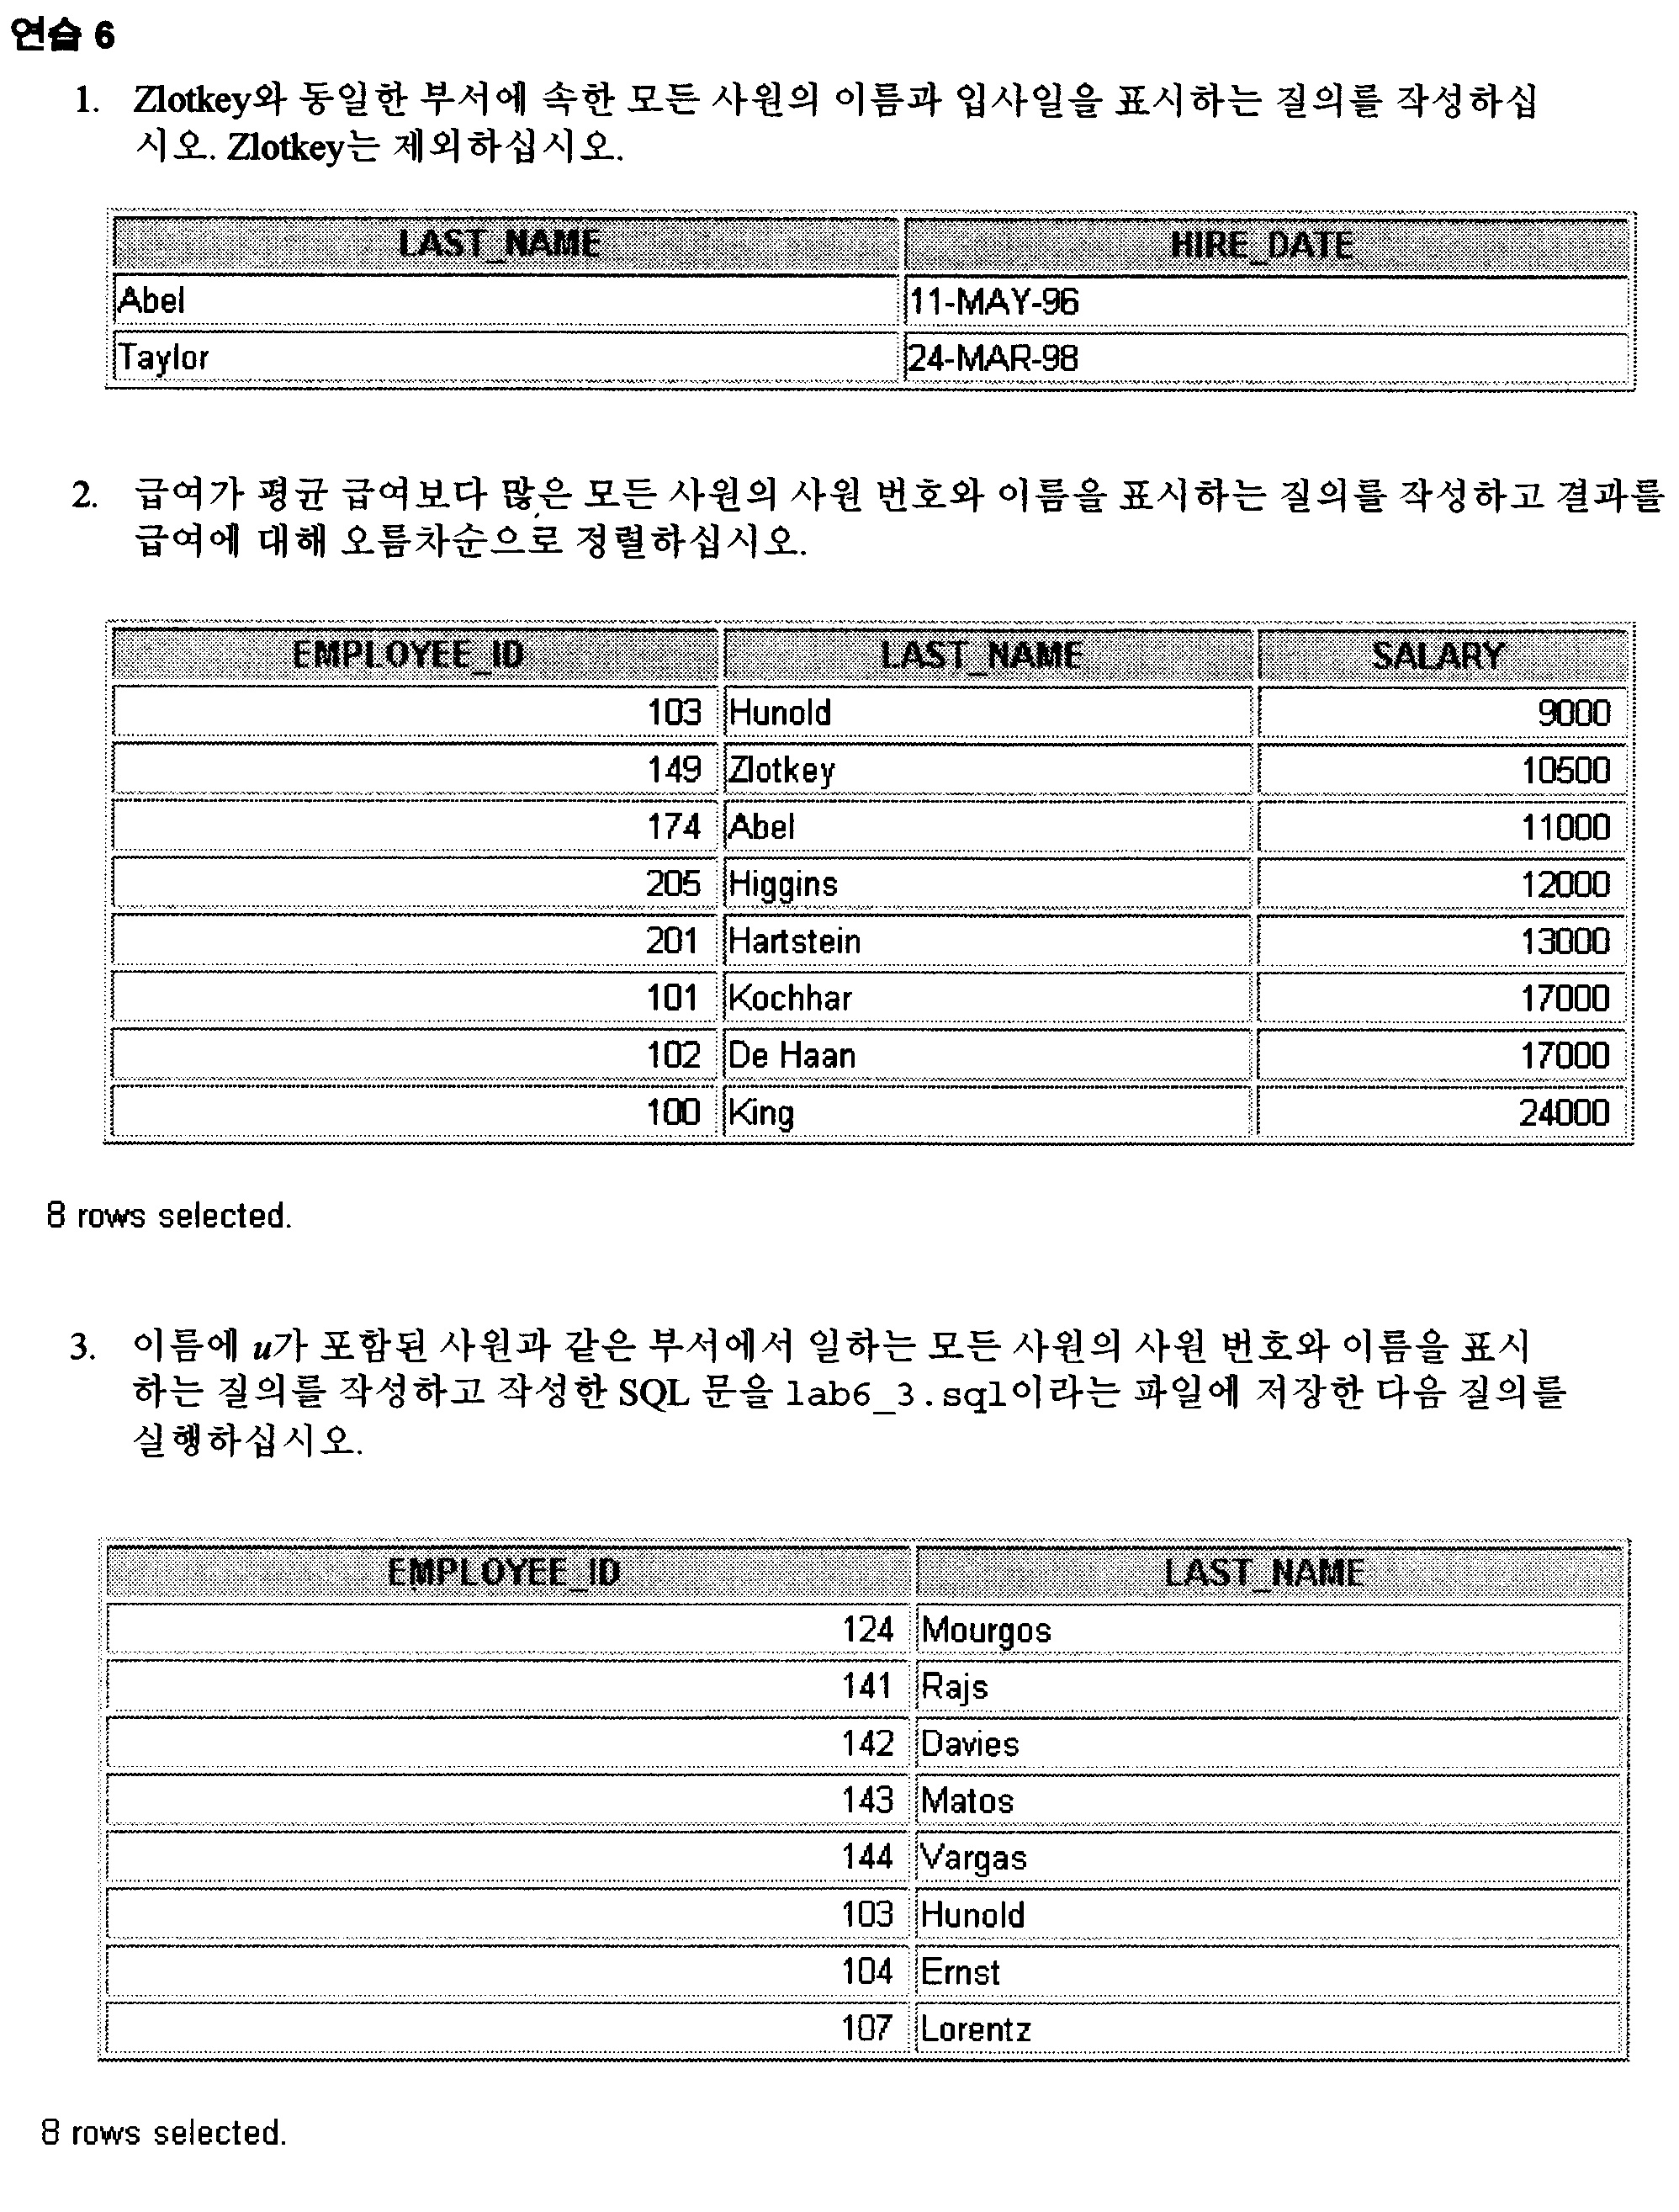 연습 6
1. Zlotkey와 동일한 부서에 속한 모든 사원의 이름과 입사일을 표시하는 질의를 작성하십
시오. Zlotkey는 제외하십시오.
LAST_NAME HIRE_DATE
Abel 11-MAY-96
Taylor 24-MAR-98
2. 급여가 평균 급여보다 많은 모든 사원의 사원 번호와 이름을 표시하는 질의를 작성하고 결과를
급여에 대해 오름차순으로 정렬하십시오.
EMPLOYEE_ID LAST_NAME SALARY
103 Hunold 9000
149 Zlotkey 10500
174 Abel 11000
205 Higgins 12000
201 Hartstein 13000
101 Kochhar 17000
102 De Haan 17000
100 King 24000
8 rows selected.
3. 이름에 u가 포함된 사원과 같은 부서에서 일하는 모든 사원의 사원 번호와 이름을 표시
하는 질의를 작성하고 작성한 SQL 문을 lab6_3.sql이라는 파일에 저장한 다음 질의를
실행하십시오.
EMPLOYEE_ID LAST_NAME
124 Mourgos
141 Rajs
142 Davies
143 Matos
144 Vargas
103 Hunold
104 Ernst
107 Lorentz
8 rows selected.